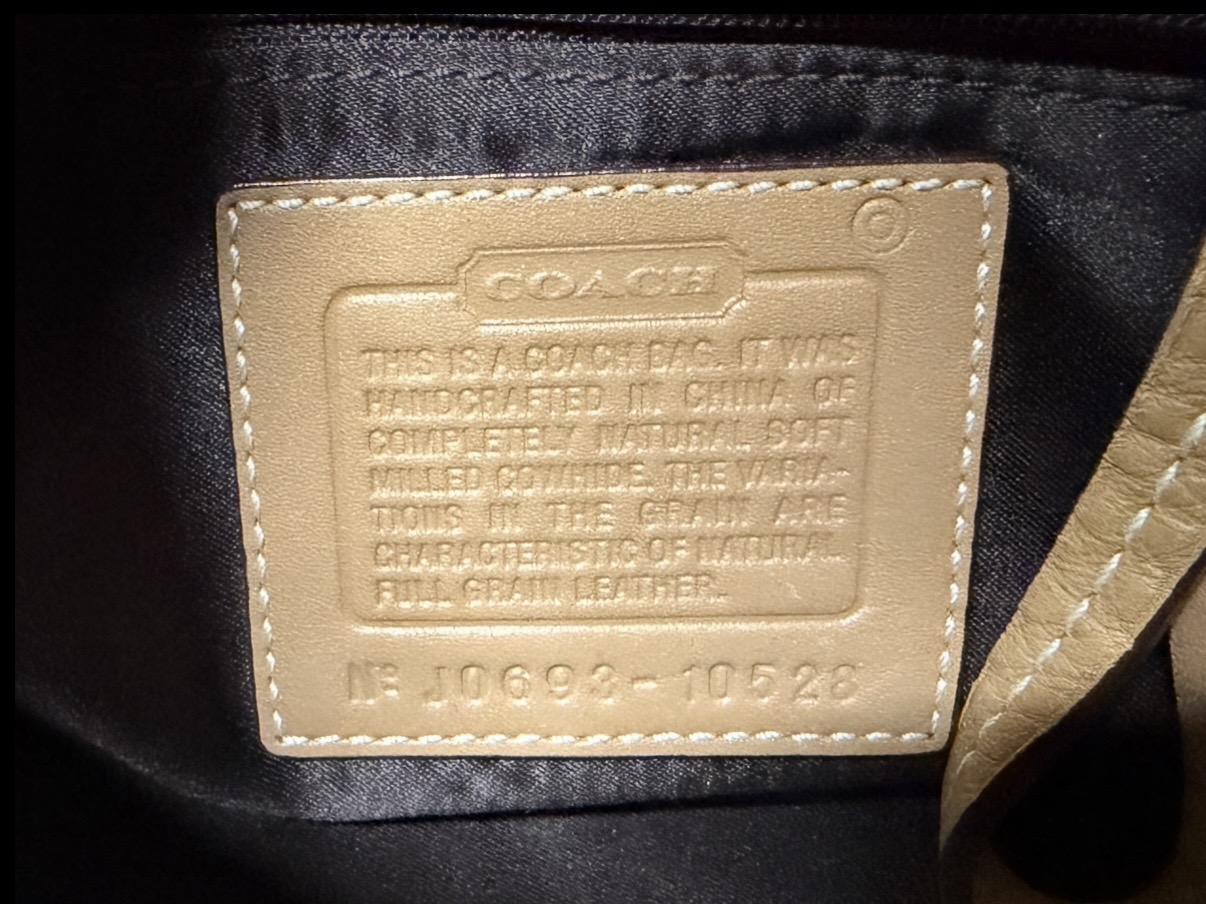 ©
COACH
THIS IS A COACH BAG. IT WAS
HANDCRAFTED IN CHINA OF
COMPLETELY NATURAL SOFT
MILLED COWHIDE. THE VARIA-
TIONS IN THE GRAIN ARE
CHARACTERISTIC OF NATURAL
FULL GRAIN LEATHER.
Nº J0693-10528